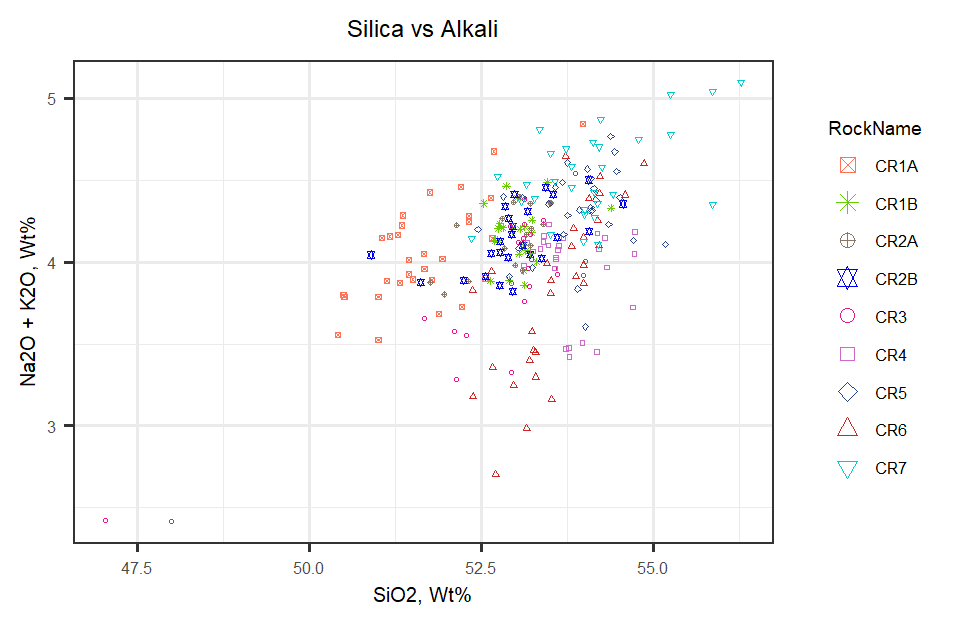 Silica vs Alkali
Na2O + K2O, Wt%
5
4
3
47.5
50.0
52.5
55.0
SiO2, Wt%
RockName
CR1A
CR1B
CR2A
CR2B
CR3
CR4
CR5
CR6
CR7